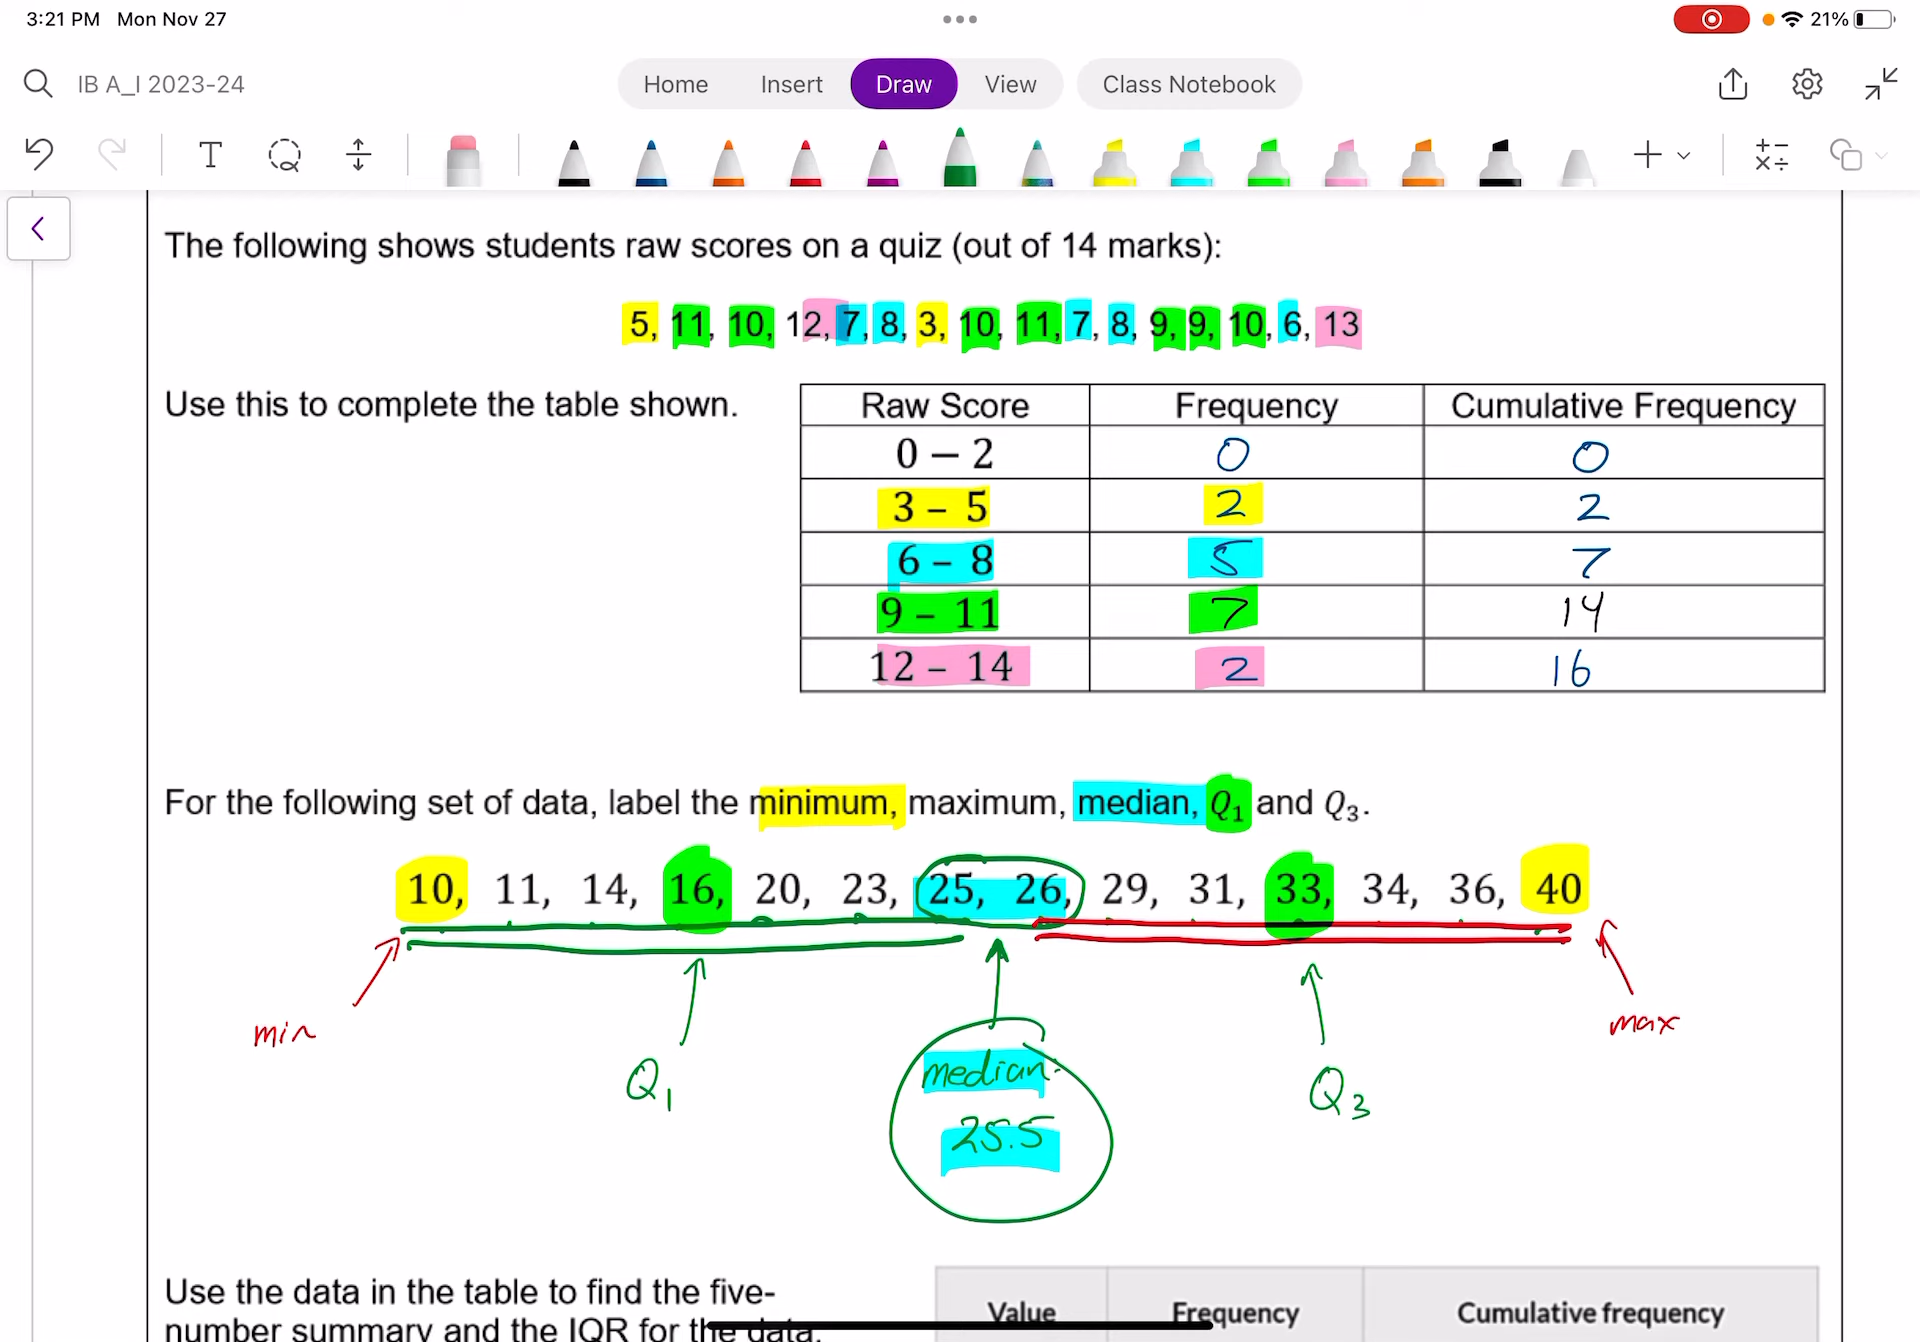 3:21 PM Mon Nov 27
21%
IB A_I 2023-24
Home Insert Draw View Class Notebook
The following shows students raw scores on a quiz (out of 14 marks):
5, 11, 10, 12, 7, 8, 3, 10, 11, 7, 8, 9, 9, 10, 6, 13
Use this to complete the table shown.
Raw Score Frequency Cumulative Frequency
0 – 2 0 0
3 – 5 2 2
6 – 8 5 7
9 – 11 7 14
12 – 14 2 16
For the following set of data, label the minimum, maximum, median, Q₁ and Q₃.
10, 11, 14, 16, 20, 23, 25, 26, 29, 31, 33, 34, 36, 40
min
max
Q₁
median:
25.5
Q₃
Use the data in the table to find the five-
number summary and the IQR for the data.
Value Frequency Cumulative frequency